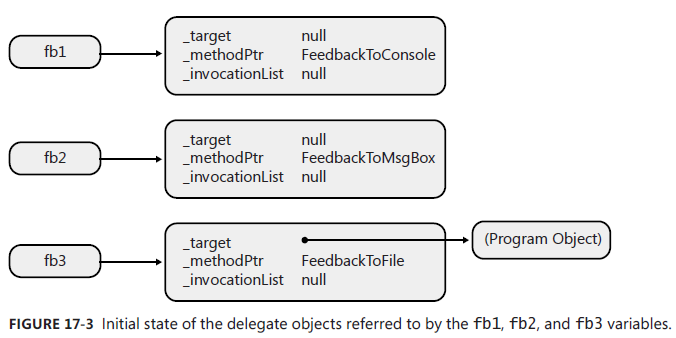 fb1
_target null
_methodPtr FeedbackToConsole
_invocationList null
fb2
_target null
_methodPtr FeedbackToMsgBox
_invocationList null
fb3
_target
_methodPtr FeedbackToFile
_invocationList null
(Program Object)
FIGURE 17-3 Initial state of the delegate objects referred to by the fb1, fb2, and fb3 variables.